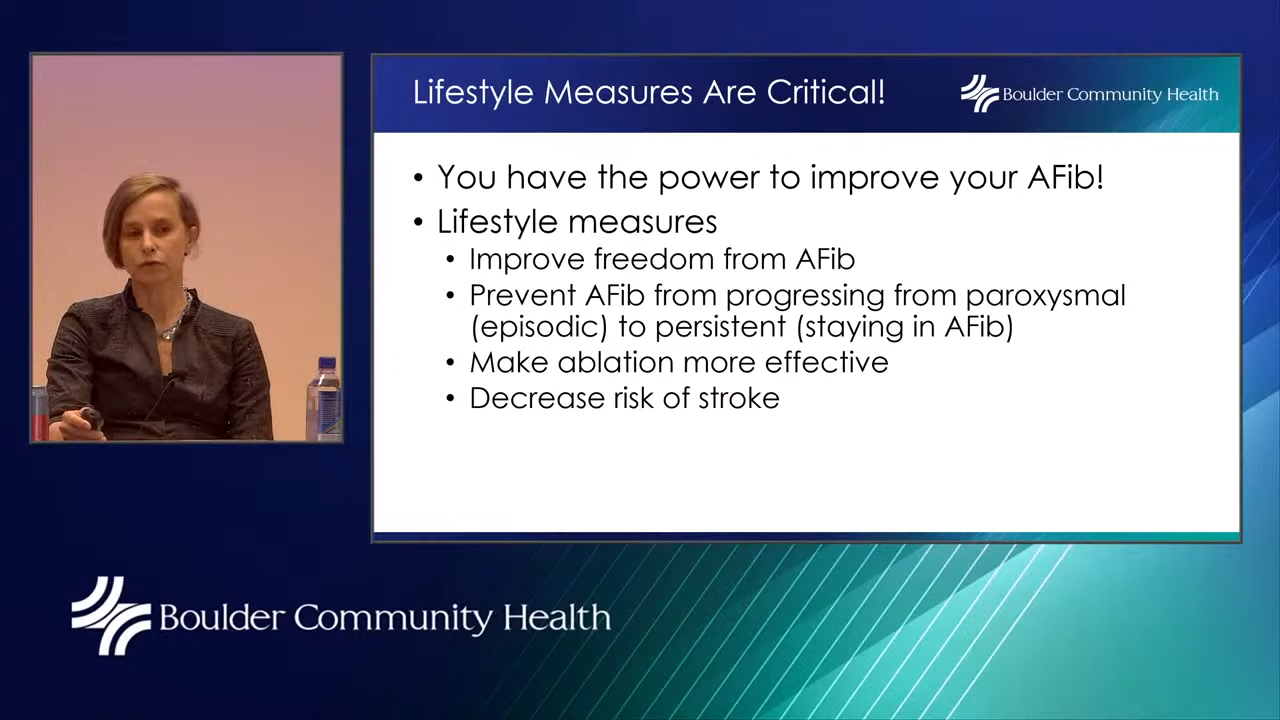 Lifestyle Measures Are Critical!
Boulder Community Health
• You have the power to improve your AFib!
• Lifestyle measures
• Improve freedom from AFib
• Prevent AFib from progressing from paroxysmal
(episodic) to persistent (staying in AFib)
• Make ablation more effective
• Decrease risk of stroke
Boulder Community Health